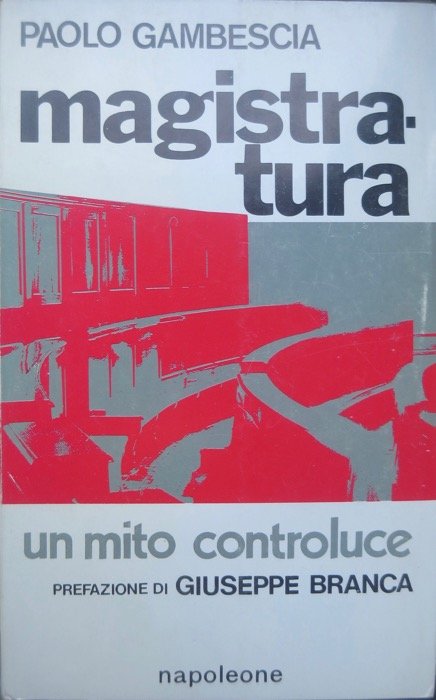 PAOLO GAMBESCIA
magistra-
tura
un mito controluce
PREFAZIONE DI GIUSEPPE BRANCA
napoleone